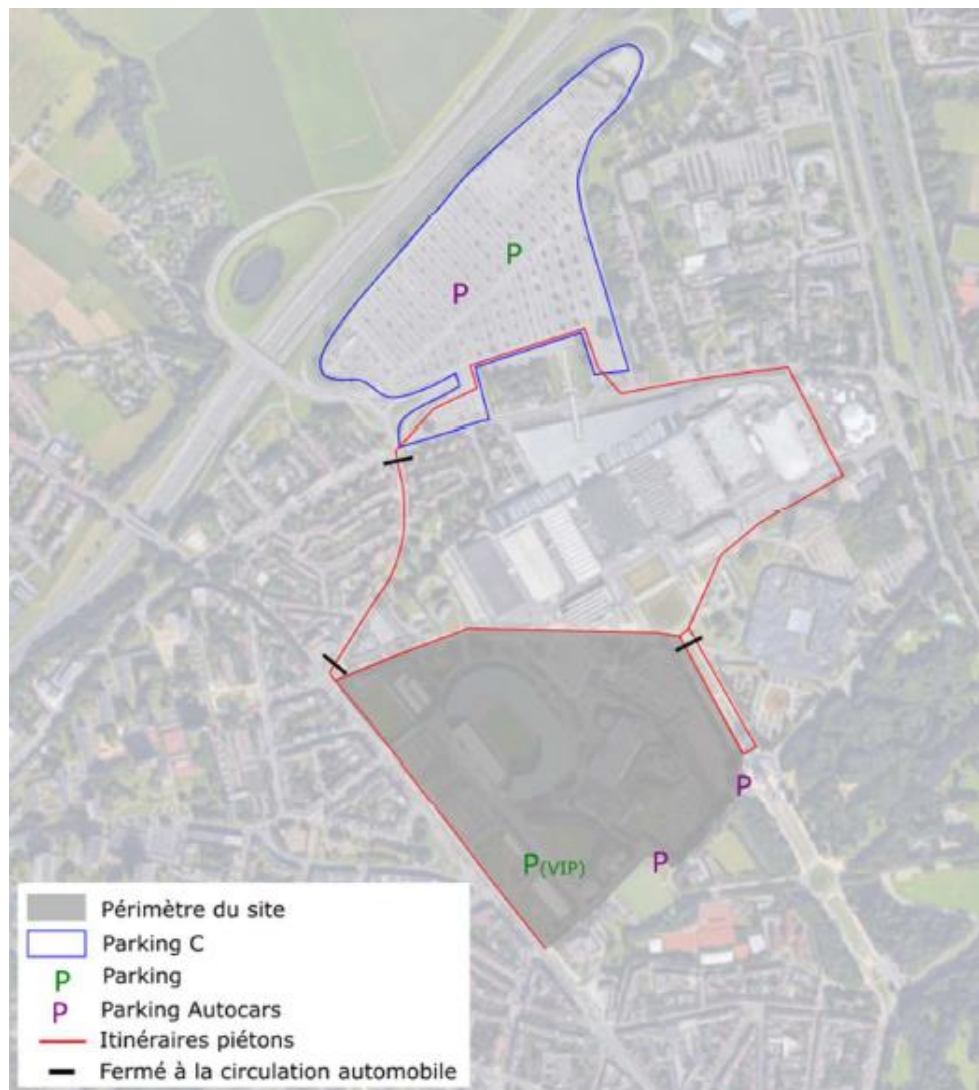 P
P
P
P
P(VIP)
Périmètre du site
Parking C
P Parking
P Parking Autocars
Itinéraires piétons
Fermé à la circulation automobile